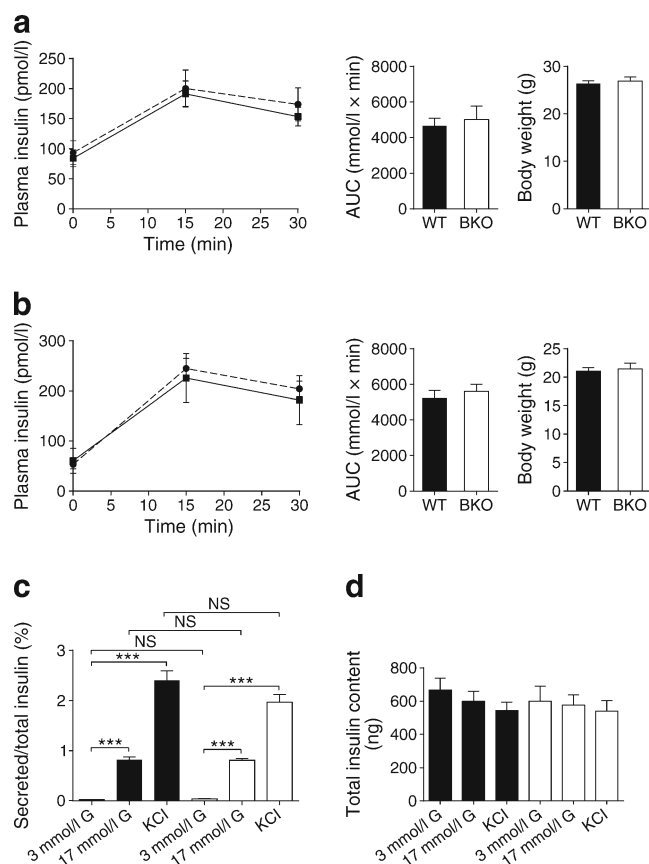 a
Plasma insulin (pmol/l)
250
200
150
100
50
0
0 5 10 15 20 25 30
Time (min)
AUC (mmol/l × min)
8000
6000
4000
2000
0
WT BKO
Body weight (g)
30
20
10
0
WT BKO
b
Plasma insulin (pmol/l)
300
200
100
0
0 5 10 15 20 25 30
Time (min)
AUC (mmol/l × min)
8000
6000
4000
2000
0
WT BKO
Body weight (g)
25
20
15
10
5
0
WT BKO
c
Secreted/total insulin (%)
3
2
1
0
NS
NS
NS
***
***
***
***
3 mmol/l G
17 mmol/l G
KCl
3 mmol/l G
17 mmol/l G
KCl
d
Total insulin content
(ng)
800
600
400
200
0
3 mmol/l G
17 mmol/l G
KCl
3 mmol/l G
17 mmol/l G
KCl